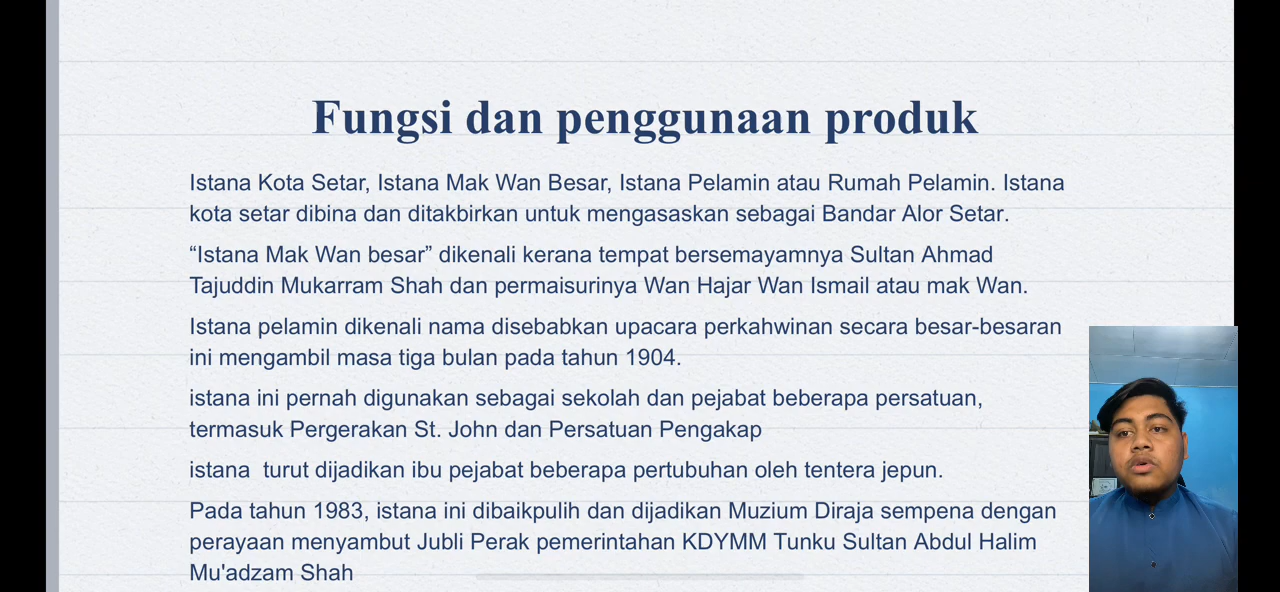 Fungsi dan penggunaan produk
Istana Kota Setar, Istana Mak Wan Besar, Istana Pelamin atau Rumah Pelamin. Istana
kota setar dibina dan ditakbirkan untuk mengasaskan sebagai Bandar Alor Setar.
“Istana Mak Wan besar” dikenali kerana tempat bersemayamnya Sultan Ahmad
Tajuddin Mukarram Shah dan permaisurinya Wan Hajar Wan Ismail atau mak Wan.
Istana pelamin dikenali nama disebabkan upacara perkahwinan secara besar-besaran
ini mengambil masa tiga bulan pada tahun 1904.
istana ini pernah digunakan sebagai sekolah dan pejabat beberapa persatuan,
termasuk Pergerakan St. John dan Persatuan Pengakap
istana  turut dijadikan ibu pejabat beberapa pertubuhan oleh tentera jepun.
Pada tahun 1983, istana ini dibaikpulih dan dijadikan Muzium Diraja sempena dengan
perayaan menyambut Jubli Perak pemerintahan KDYMM Tunku Sultan Abdul Halim
Mu'adzam Shah